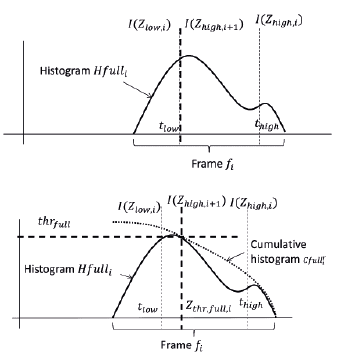 I(Z_low,i) I(Z_high,i+1) I(Z_high,i)
Histogram Hfull_i
t_low t_high
Frame f_i
I(Z_low,i) I(Z_high,i+1) I(Z_high,i)
thr_full
Cumulative
histogram c_full,i
Histogram Hfull_i
t_low Z_thr,full,i t_high
Frame f_i